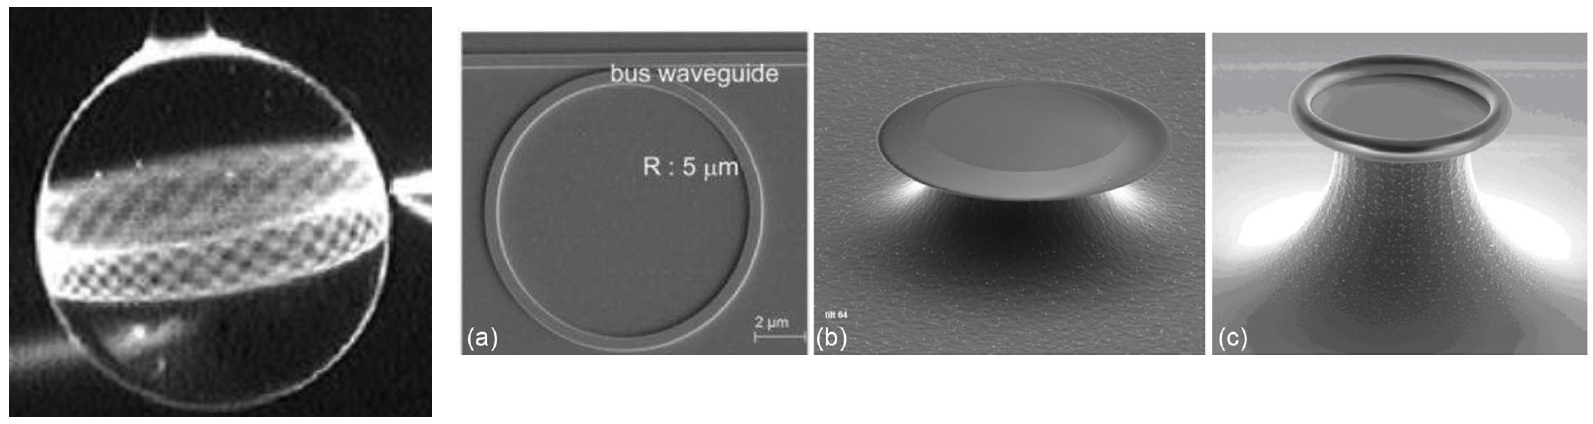 bus waveguide
R : 5 μm
2 μm
(a)
tilt 64
(b)
(c)